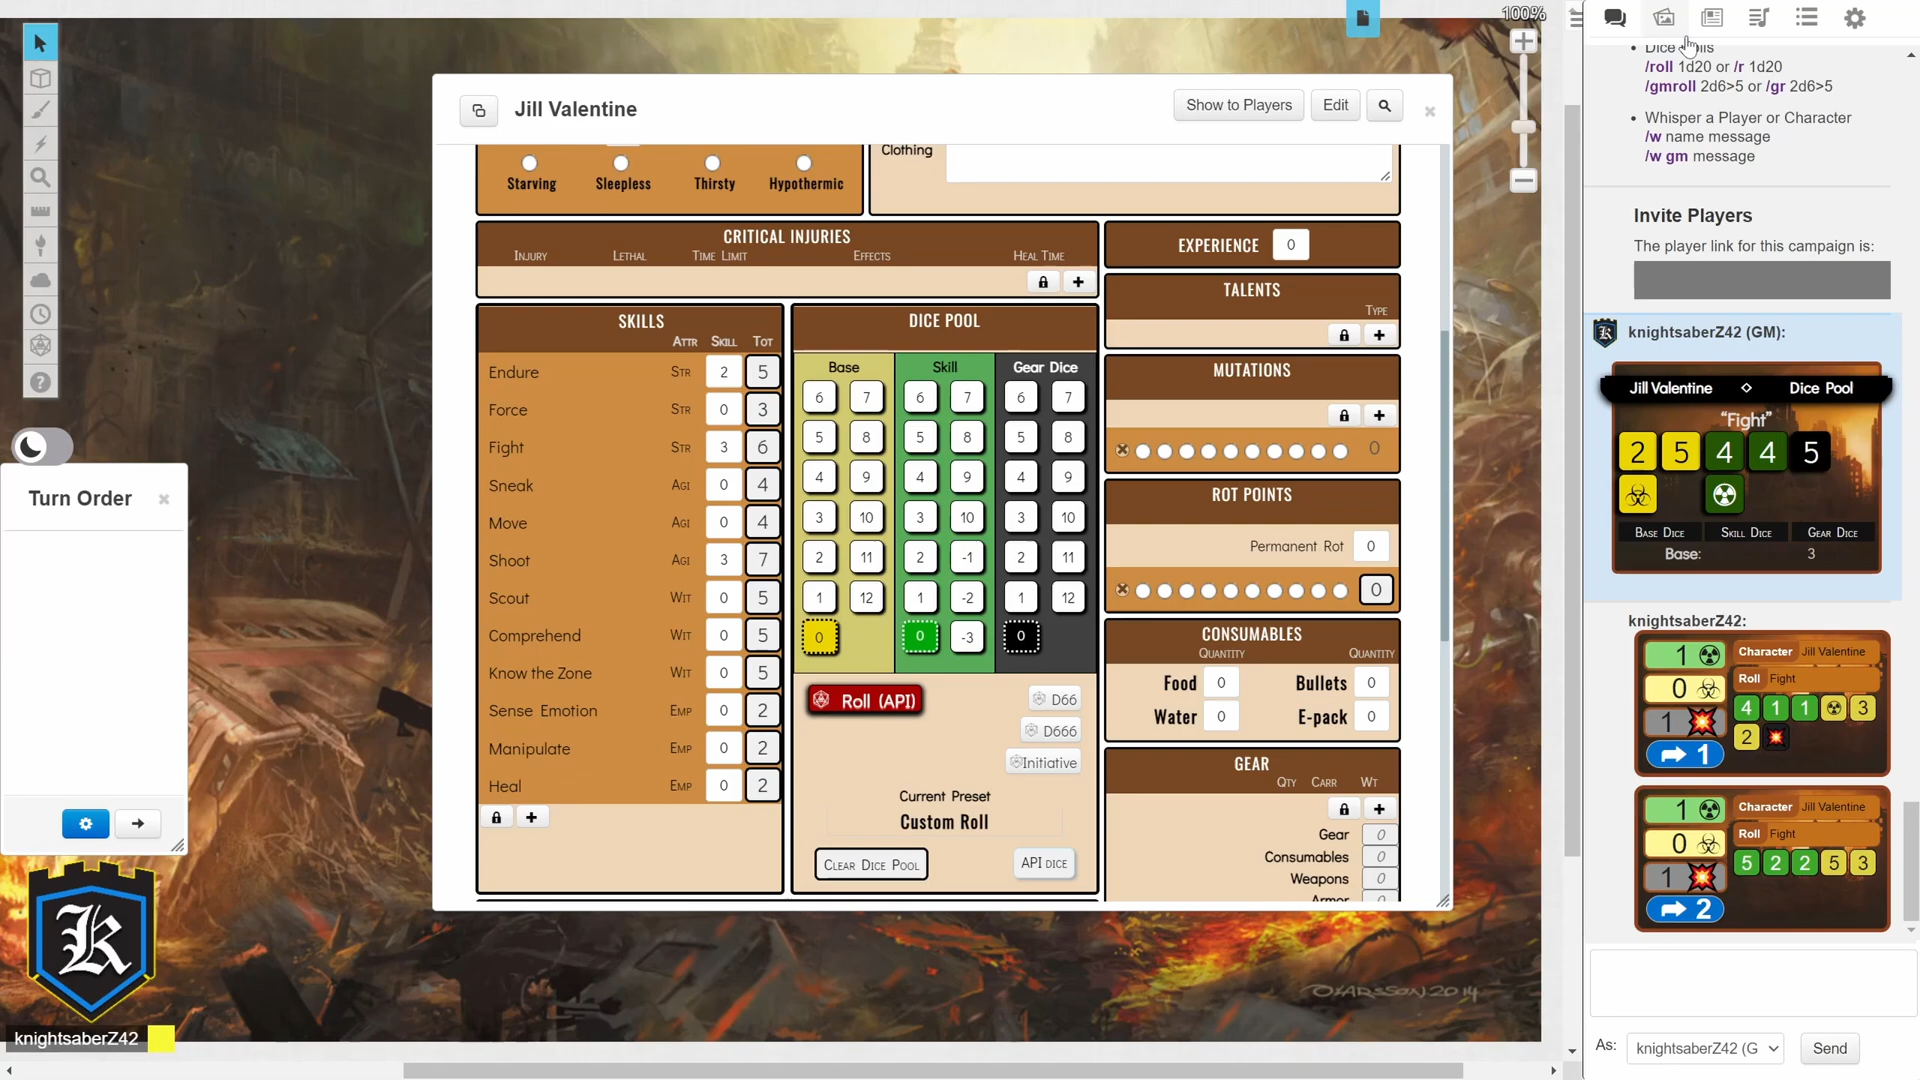 100%
Dice Rolls
/roll 1d20 or /r 1d20
/gmroll 2d6>5 or /gr 2d6>5
Whisper a Player or Character
/w name message
/w gm message
Invite Players
The player link for this campaign is:
knightsaberZ42 (GM):
Jill Valentine Dice Pool
"Fight"
2 5 4 4 5
Base Dice Skill Dice Gear Dice
Base: 3
knightsaberZ42:
1 Character Jill Valentine
0 Roll Fight
1 4 1 1 3
1 2
1 Character Jill Valentine
0 Roll Fight
1 5 2 2 5 3
2
As: knightsaberZ42 (G Send
Jill Valentine
Show to Players Edit
Starving Sleepless Thirsty Hypothermic
Clothing
CRITICAL INJURIES
INJURY LETHAL TIME LIMIT EFFECTS HEAL TIME
EXPERIENCE 0
TALENTS
TYPE
MUTATIONS
0
ROT POINTS
Permanent Rot 0
0
CONSUMABLES
QUANTITY QUANTITY
Food 0 Bullets 0
Water 0 E-pack 0
GEAR
QTY CARR WT
Gear 0
Consumables 0
Weapons 0
Armor
SKILLS
ATTR SKILL TOT
Endure STR 2 5
Force STR 0 3
Fight STR 3 6
Sneak AGI 0 4
Move AGI 0 4
Shoot AGI 3 7
Scout WIT 0 5
Comprehend WIT 0 5
Know the Zone WIT 0 5
Sense Emotion EMP 0 2
Manipulate EMP 0 2
Heal EMP 0 2
DICE POOL
Base Skill Gear Dice
6 7 6 7 6 7
5 8 5 8 5 8
4 9 4 9 4 9
3 10 3 10 3 10
2 11 2 -1 2 11
1 12 1 -2 1 12
0 0 -3 0
Roll (API)
D66
D666
Initiative
Current Preset
Custom Roll
CLEAR DICE POOL API DICE
Turn Order
K
knightsaberZ42
OKARSSON 2014